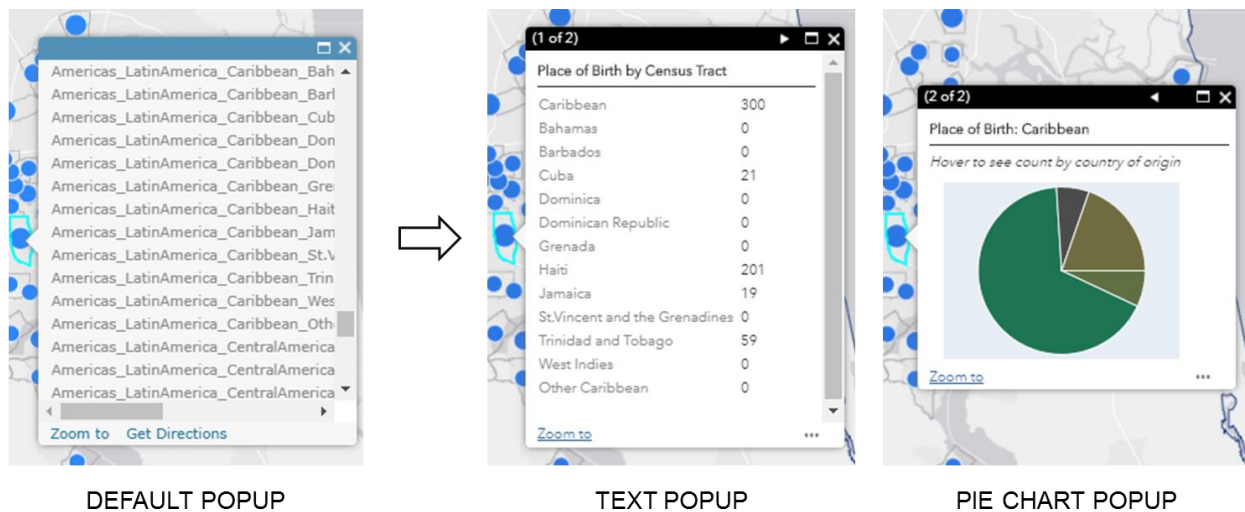 Americas_LatinAmerica_Caribbean_Bah
Americas_LatinAmerica_Caribbean_Barl
Americas_LatinAmerica_Caribbean_Cub
Americas_LatinAmerica_Caribbean_Don
Americas_LatinAmerica_Caribbean_Don
Americas_LatinAmerica_Caribbean_Gre
Americas_LatinAmerica_Caribbean_Hait
Americas_LatinAmerica_Caribbean_Jam
Americas_LatinAmerica_Caribbean_St.V
Americas_LatinAmerica_Caribbean_Trin
Americas_LatinAmerica_Caribbean_Wes
Americas_LatinAmerica_Caribbean_Oth
Americas_LatinAmerica_CentralAmerica
Americas_LatinAmerica_CentralAmerica
Americas_LatinAmerica_CentralAmerica
Zoom to Get Directions
DEFAULT POPUP
(1 of 2)
Place of Birth by Census Tract
Caribbean 300
Bahamas 0
Barbados 0
Cuba 21
Dominica 0
Dominican Republic 0
Grenada 0
Haiti 201
Jamaica 19
St.Vincent and the Grenadines 0
Trinidad and Tobago 59
West Indies 0
Other Caribbean 0
Zoom to
TEXT POPUP
(2 of 2)
Place of Birth: Caribbean
Hover to see count by country of origin
Zoom to
PIE CHART POPUP